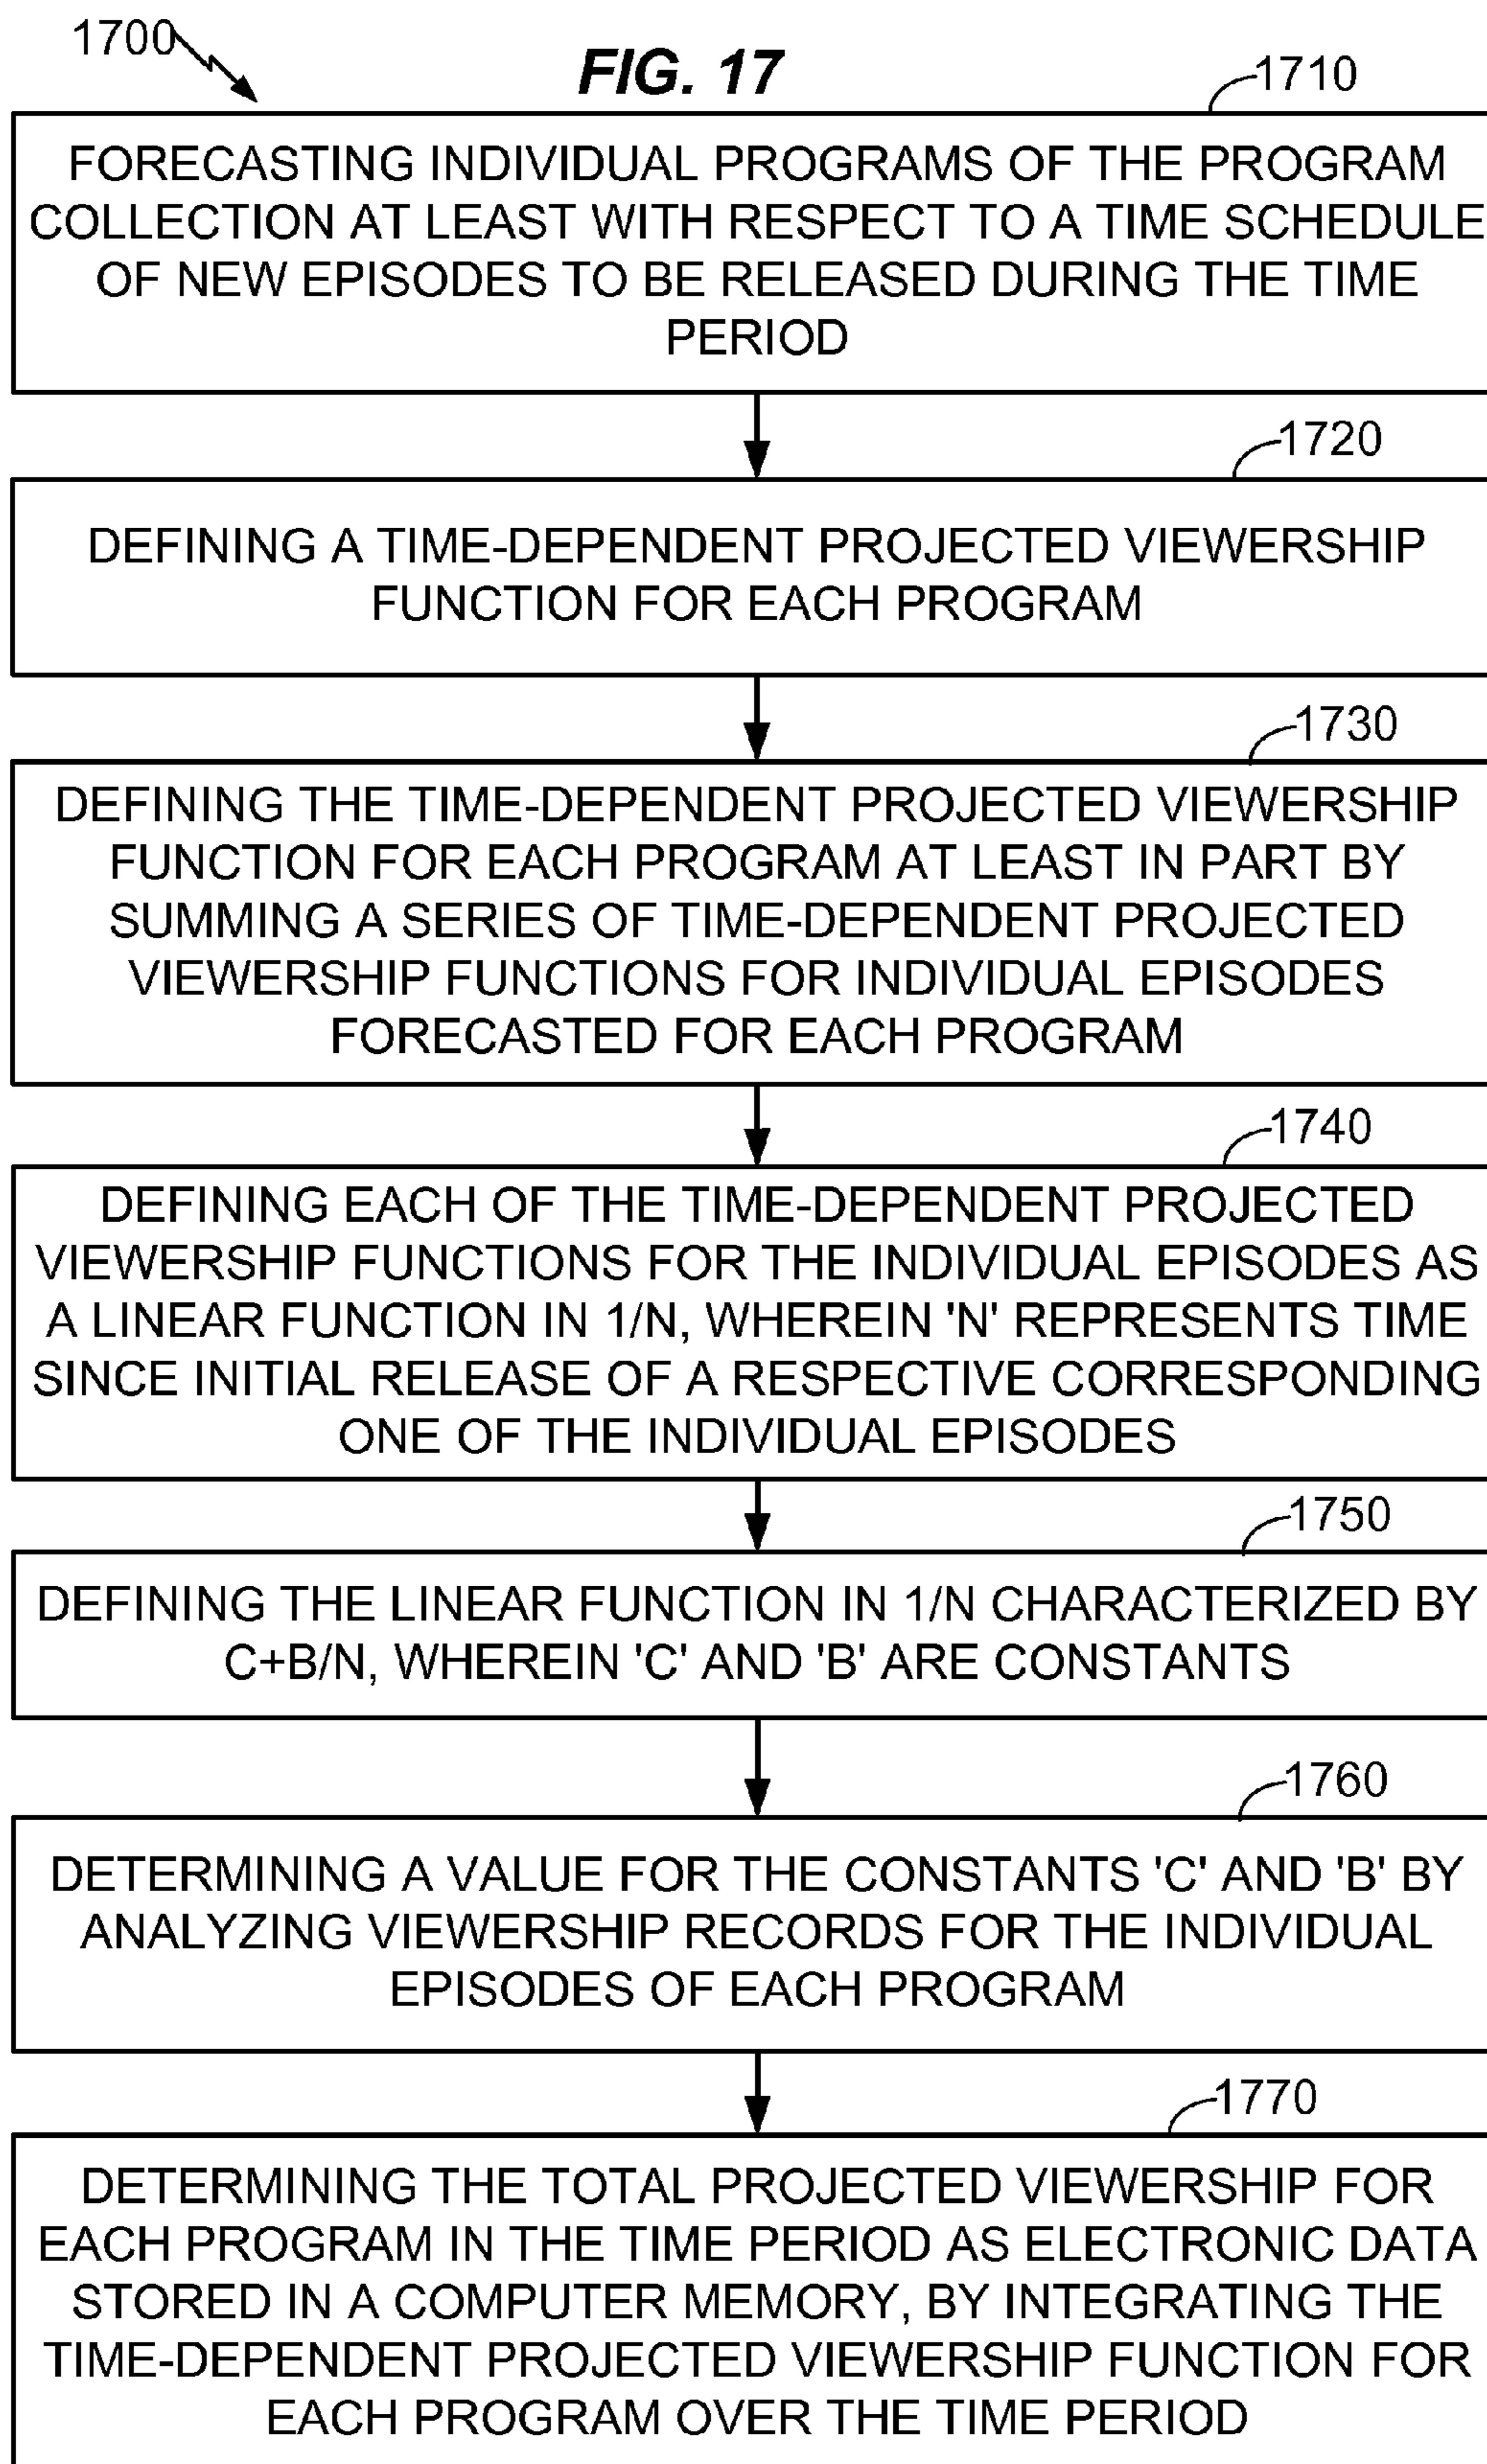 1700
FIG. 17
1710
FORECASTING INDIVIDUAL PROGRAMS OF THE PROGRAM
COLLECTION AT LEAST WITH RESPECT TO A TIME SCHEDULE
OF NEW EPISODES TO BE RELEASED DURING THE TIME
PERIOD
1720
DEFINING A TIME-DEPENDENT PROJECTED VIEWERSHIP
FUNCTION FOR EACH PROGRAM
1730
DEFINING THE TIME-DEPENDENT PROJECTED VIEWERSHIP
FUNCTION FOR EACH PROGRAM AT LEAST IN PART BY
SUMMING A SERIES OF TIME-DEPENDENT PROJECTED
VIEWERSHIP FUNCTIONS FOR INDIVIDUAL EPISODES
FORECASTED FOR EACH PROGRAM
1740
DEFINING EACH OF THE TIME-DEPENDENT PROJECTED
VIEWERSHIP FUNCTIONS FOR THE INDIVIDUAL EPISODES AS
A LINEAR FUNCTION IN 1/N, WHEREIN 'N' REPRESENTS TIME
SINCE INITIAL RELEASE OF A RESPECTIVE CORRESPONDING
ONE OF THE INDIVIDUAL EPISODES
1750
DEFINING THE LINEAR FUNCTION IN 1/N CHARACTERIZED BY
C+B/N, WHEREIN 'C' AND 'B' ARE CONSTANTS
1760
DETERMINING A VALUE FOR THE CONSTANTS 'C' AND 'B' BY
ANALYZING VIEWERSHIP RECORDS FOR THE INDIVIDUAL
EPISODES OF EACH PROGRAM
1770
DETERMINING THE TOTAL PROJECTED VIEWERSHIP FOR
EACH PROGRAM IN THE TIME PERIOD AS ELECTRONIC DATA
STORED IN A COMPUTER MEMORY, BY INTEGRATING THE
TIME-DEPENDENT PROJECTED VIEWERSHIP FUNCTION FOR
EACH PROGRAM OVER THE TIME PERIOD